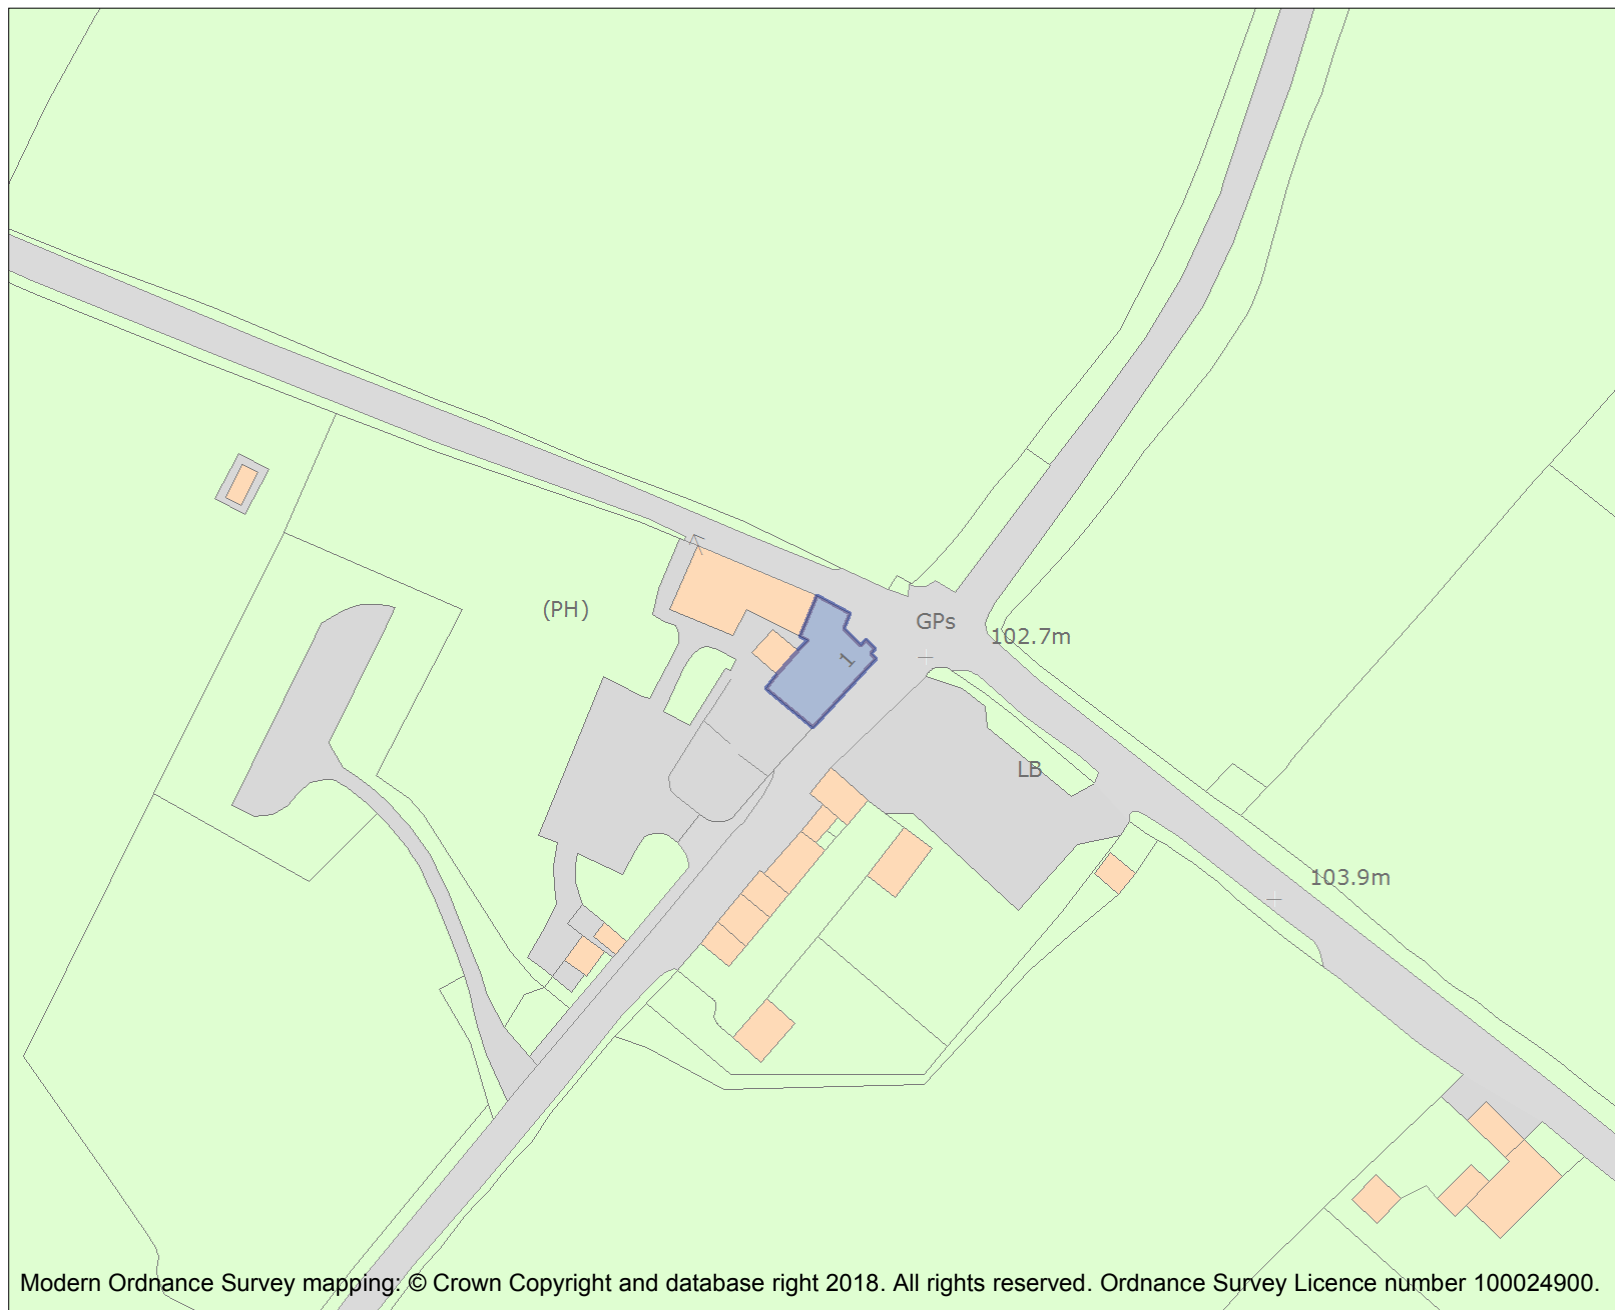 (PH)
GPs
102.7m
1
LB
103.9m
Modern Ordnance Survey mapping: © Crown Copyright and database right 2018. All rights reserved. Ordnance Survey Licence number 100024900.